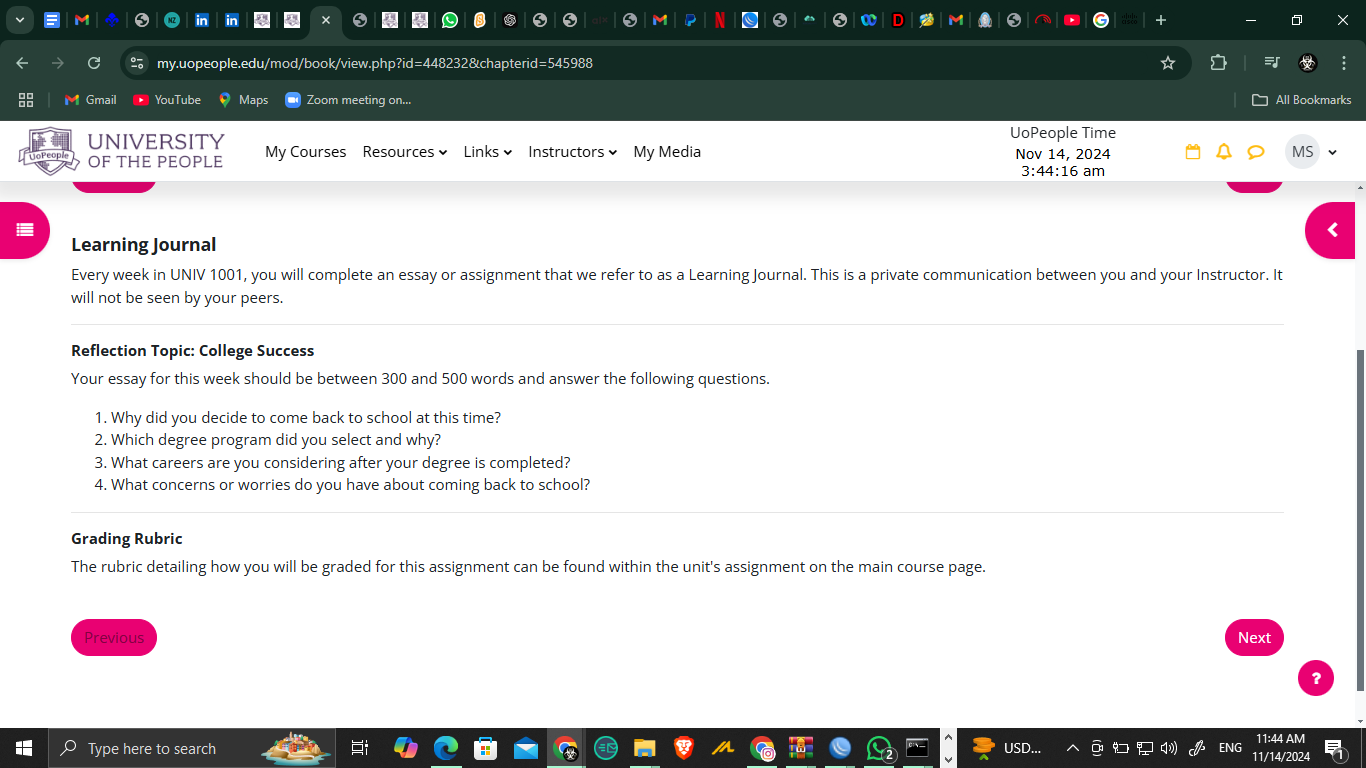 my.uopeople.edu/mod/book/view.php?id=448232&chapterid=545988
Gmail
YouTube
Maps
Zoom meeting on...
All Bookmarks
UoPeople
UNIVERSITY
OF THE PEOPLE
My Courses
Resources
Links
Instructors
My Media
UoPeople Time
Nov 14, 2024
3:44:16 am
MS
Learning Journal
Every week in UNIV 1001, you will complete an essay or assignment that we refer to as a Learning Journal. This is a private communication between you and your Instructor. It
will not be seen by your peers.
Reflection Topic: College Success
Your essay for this week should be between 300 and 500 words and answer the following questions.
1. Why did you decide to come back to school at this time?
2. Which degree program did you select and why?
3. What careers are you considering after your degree is completed?
4. What concerns or worries do you have about coming back to school?
Grading Rubric
The rubric detailing how you will be graded for this assignment can be found within the unit's assignment on the main course page.
Previous
Next
?
Type here to search
2
USD...
ENG
11:44 AM
11/14/2024
1